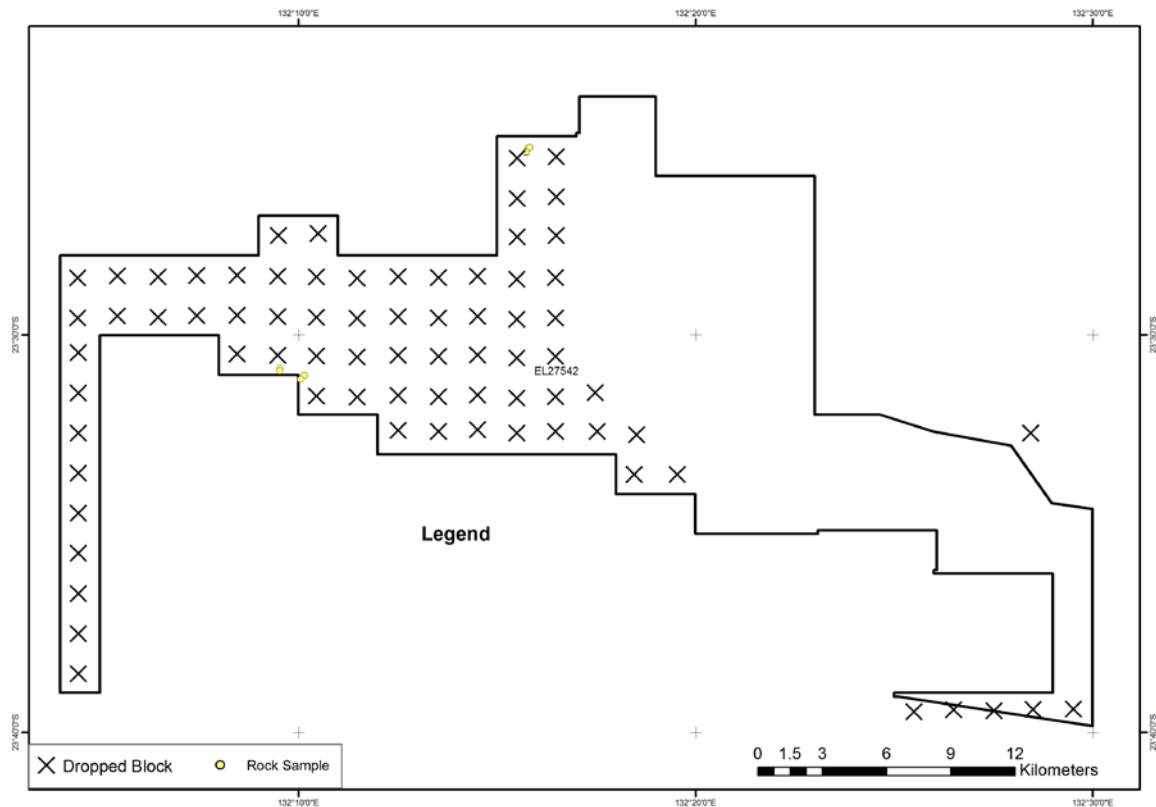 132°10'0"E 132°20'0"E 132°30'0"E
23°30'0"S 23°30'0"S
EL27542
Legend
23°40'0"S 23°40'0"S
Dropped Block Rock Sample
0 1.5 3 6 9 12
Kilometers
132°10'0"E 132°20'0"E 132°30'0"E